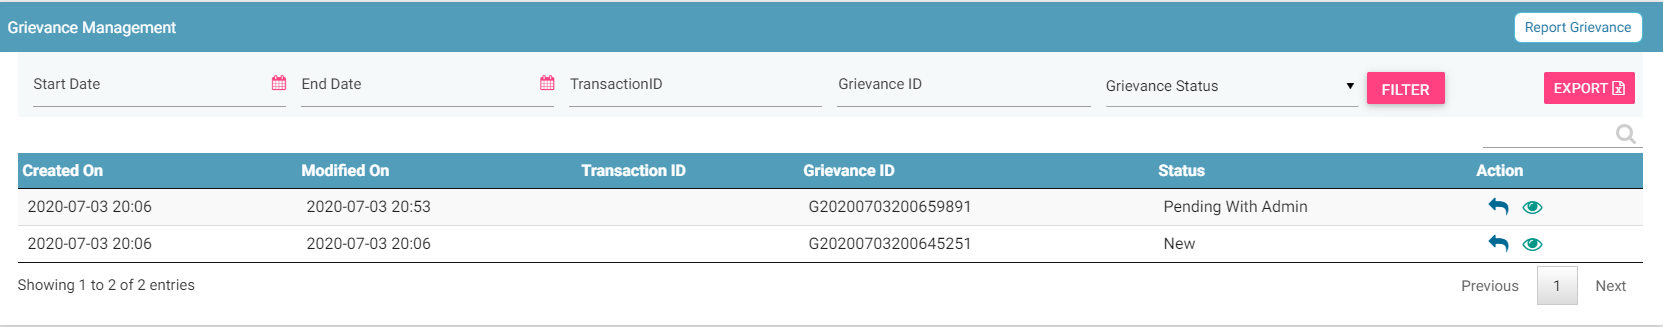 Grievance Management Report Grievance
Start Date End Date TransactionID Grievance ID Grievance Status FILTER EXPORT
Created On Modified On Transaction ID Grievance ID Status Action
2020-07-03 20:06 2020-07-03 20:53 G20200703200659891 Pending With Admin
2020-07-03 20:06 2020-07-03 20:06 G20200703200645251 New
Showing 1 to 2 of 2 entries Previous 1 Next